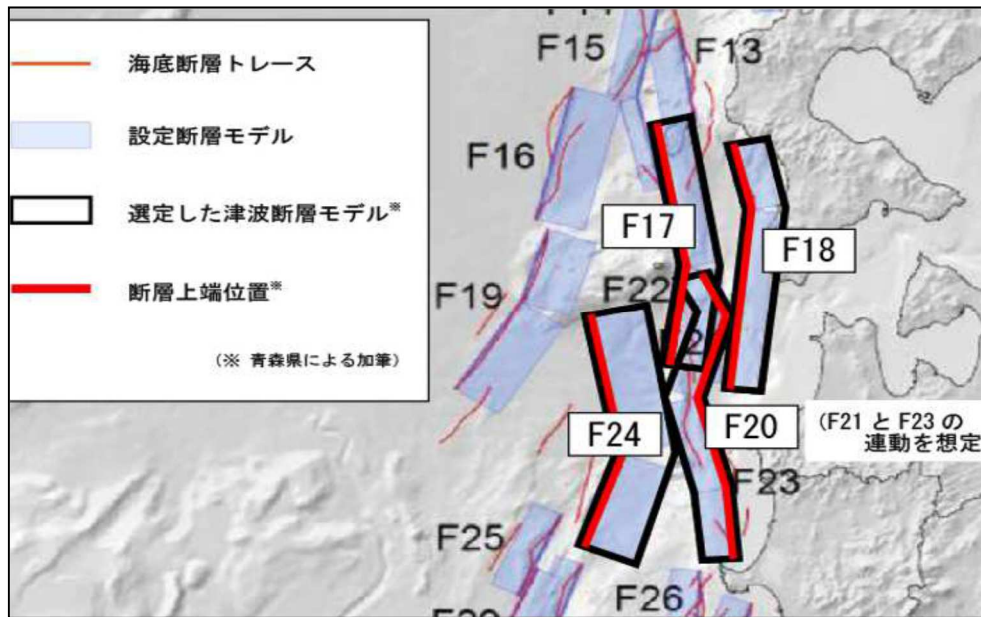 F15
F13
海底断層トレース
設定断層モデル
F16
選定した津波断層モデル※
F17
F18
断層上端位置※
F19
F22
(※ 青森県による加筆)
F24
F20
(F21 と F23 の
連動を想定
F23
F25
F26